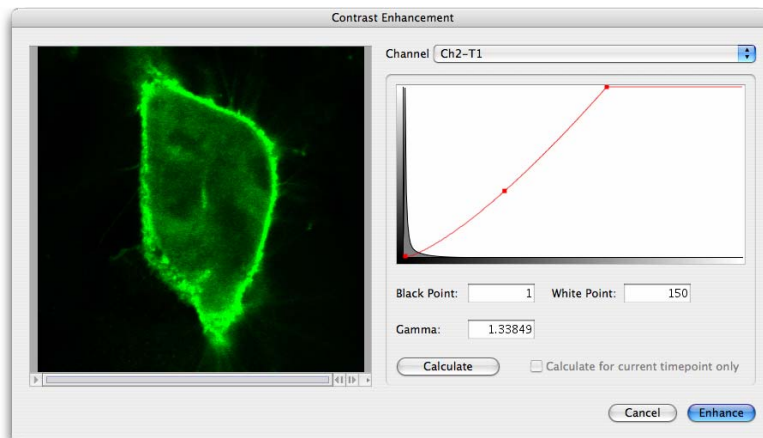 Contrast Enhancement
Channel Ch2-T1
Black Point: 1 White Point: 150
Gamma: 1.33849
Calculate Calculate for current timepoint only
Cancel Enhance